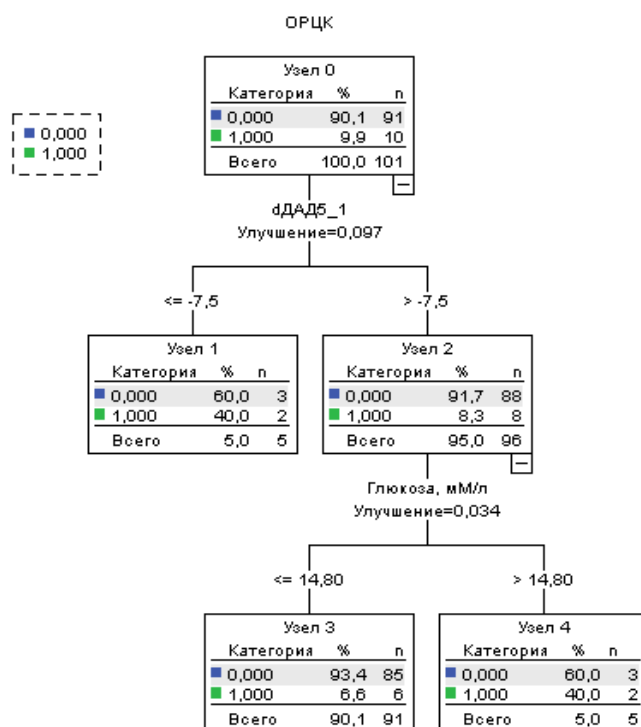 ОРЦК
0,000
1,000
Узел 0
Категория % n
0,000 90,1 91
1,000 9,9 10
Всего 100,0 101
dДАД5_1
Улучшение=0,097
<= -7,5
> -7,5
Узел 1
Категория % n
0,000 60,0 3
1,000 40,0 2
Всего 5,0 5
Узел 2
Категория % n
0,000 91,7 88
1,000 8,3 8
Всего 95,0 96
Глюкоза, мМ/л
Улучшение=0,034
<= 14,80
> 14,80
Узел 3
Категория % n
0,000 93,4 85
1,000 6,6 6
Всего 90,1 91
Узел 4
Категория % n
0,000 60,0 3
1,000 40,0 2
Всего 5,0 5